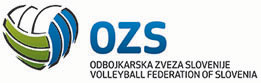 OZS
ODBOJKARSKA ZVEZA SLOVENIJE
VOLLEYBALL FEDERATION OF SLOVENIA